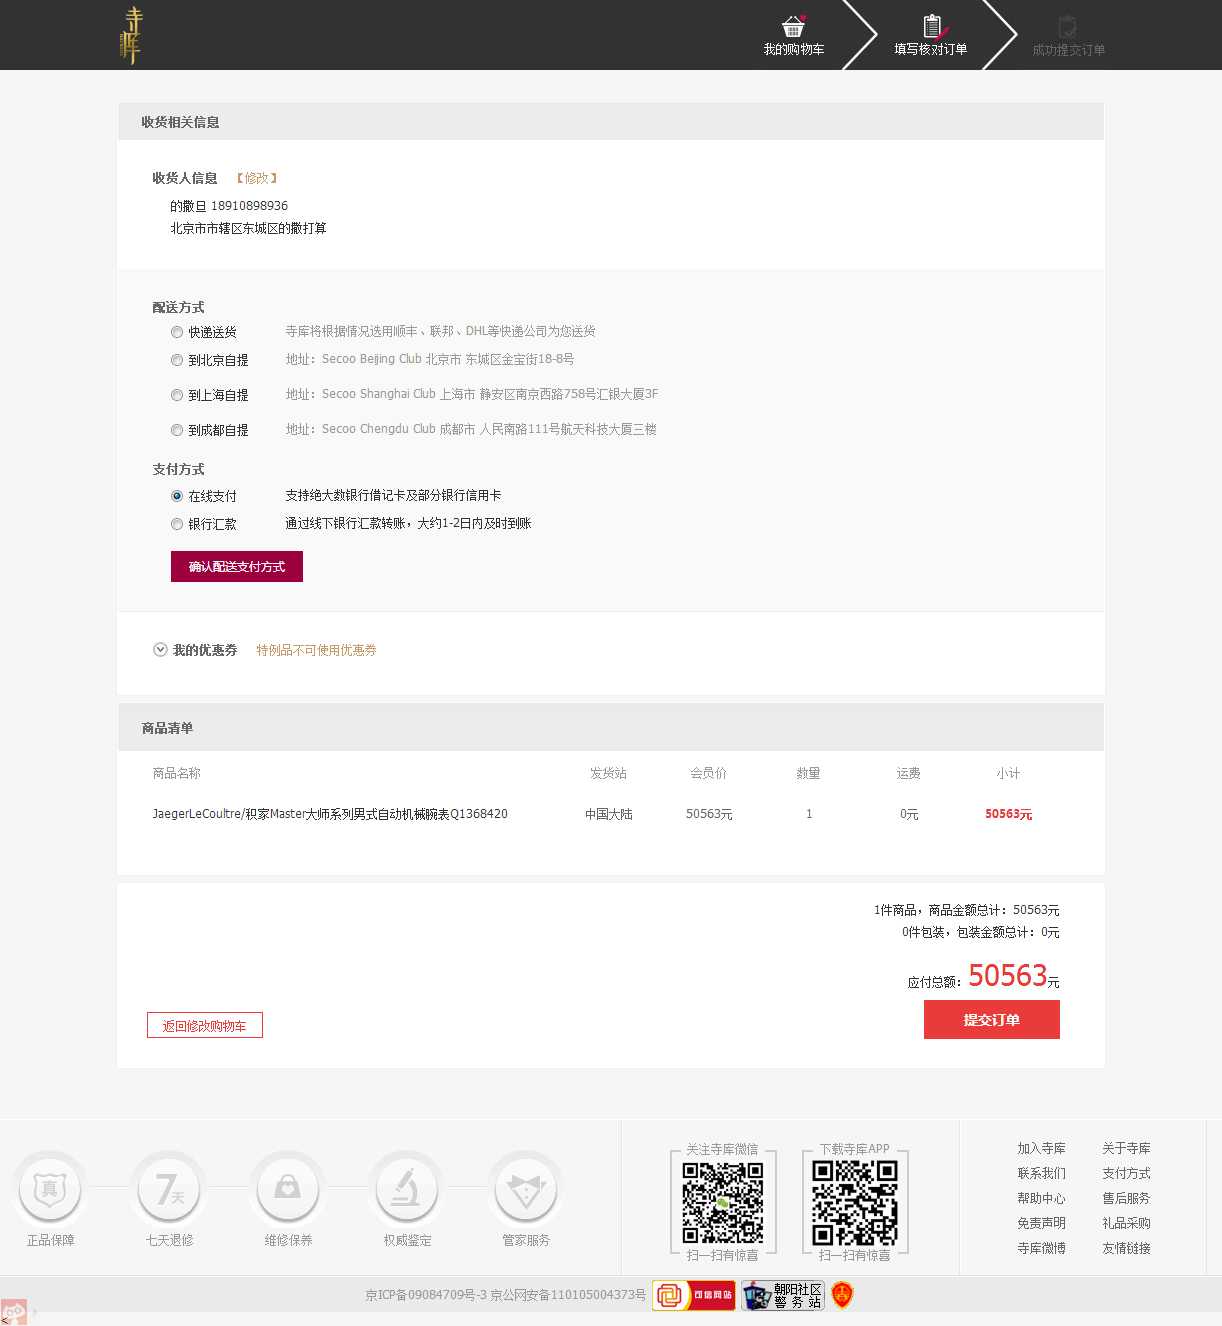 寺库
我的购物车
填写核对订单
成功提交订单
收货相关信息
收货人信息 【修改】
的撒旦 18910898936
北京市市辖区东城区的撒打算
配送方式
快递送货 寺库将根据情况选用顺丰、联邦、DHL等快递公司为您送货
到北京自提 地址：Secoo Beijing Club 北京市 东城区金宝街18-8号
到上海自提 地址：Secoo Shanghai Club 上海市 静安区南京西路758号汇银大厦3F
到成都自提 地址：Secoo Chengdu Club 成都市 人民南路111号航天科技大厦三楼
支付方式
在线支付 支持绝大数银行借记卡及部分银行信用卡
银行汇款 通过线下银行汇款转账，大约1-2日内及时到账
确认配送支付方式
我的优惠券 特例品不可使用优惠券
商品清单
商品名称 发货站 会员价 数量 运费 小计
JaegerLeCoultre/积家Master大师系列男式自动机械腕表Q1368420 中国大陆 50563元 1 0元 50563元
1件商品，商品金额总计：50563元
0件包装，包装金额总计：0元
应付总额：50563元
返回修改购物车
提交订单
真
7天
正品保障
七天退修
维修保养
权威鉴定
管家服务
关注寺库微信
扫一扫有惊喜
下载寺库APP
扫一扫有惊喜
加入寺库 关于寺库
联系我们 支付方式
帮助中心 售后服务
免责声明 礼品采购
寺库微博 友情链接
京ICP备09084709号-3 京公网安备110105004373号
可信网站
朝阳社区
警务站
<